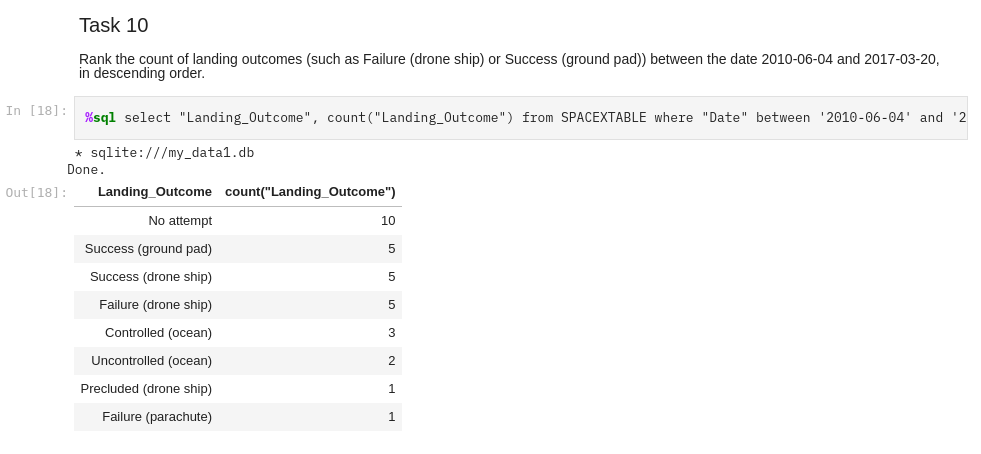 Task 10
Rank the count of landing outcomes (such as Failure (drone ship) or Success (ground pad)) between the date 2010-06-04 and 2017-03-20,
in descending order.
In [18]: %sql select "Landing_Outcome", count("Landing_Outcome") from SPACEXTABLE where "Date" between '2010-06-04' and '2
* sqlite:///my_data1.db
Done.
Out[18]: Landing_Outcome count("Landing_Outcome")
No attempt 10
Success (ground pad) 5
Success (drone ship) 5
Failure (drone ship) 5
Controlled (ocean) 3
Uncontrolled (ocean) 2
Precluded (drone ship) 1
Failure (parachute) 1